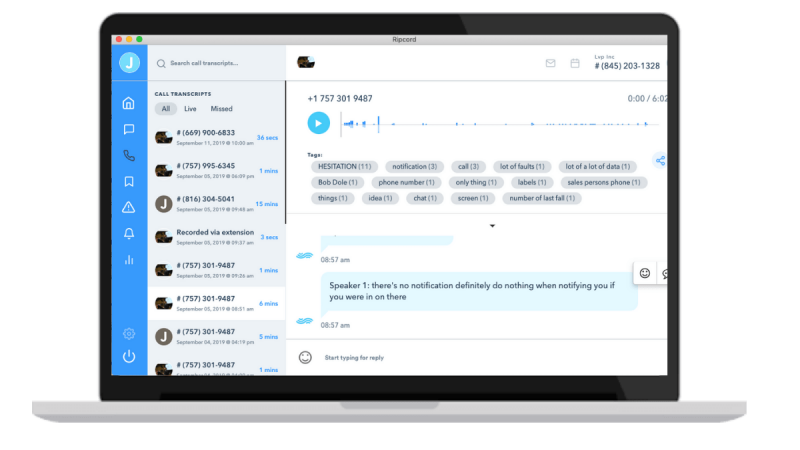 Ripcord
J
Search call transcripts...
Lvp Inc
# (845) 203-1328
CALL TRANSCRIPTS
All Live Missed
# (669) 900-6833
September 11, 2019 @ 10:00 am
36 secs
# (757) 995-6345
September 05, 2019 @ 06:09 pm
1 mins
J
# (816) 304-5041
September 05, 2019 @ 09:48 am
15 mins
Recorded via extension
September 05, 2019 @ 09:37 am
3 secs
# (757) 301-9487
September 05, 2019 @ 09:26 am
1 mins
# (757) 301-9487
September 05, 2019 @ 08:51 am
6 mins
J
# (757) 301-9487
September 04, 2019 @ 04:19 pm
5 mins
# (757) 301-9487
1 mins
+1 757 301 9487
0:00 / 6:02
Tags:
HESITATION (11) notification (3) call (3) lot of faults (1) lot of a lot of data (1)
Bob Dole (1) phone number (1) only thing (1) labels (1) sales persons phone (1)
things (1) idea (1) chat (1) screen (1) number of last fall (1)
08:57 am
Speaker 1: there's no notification definitely do nothing when notifying you if
you were in on there
08:57 am
Start typing for reply